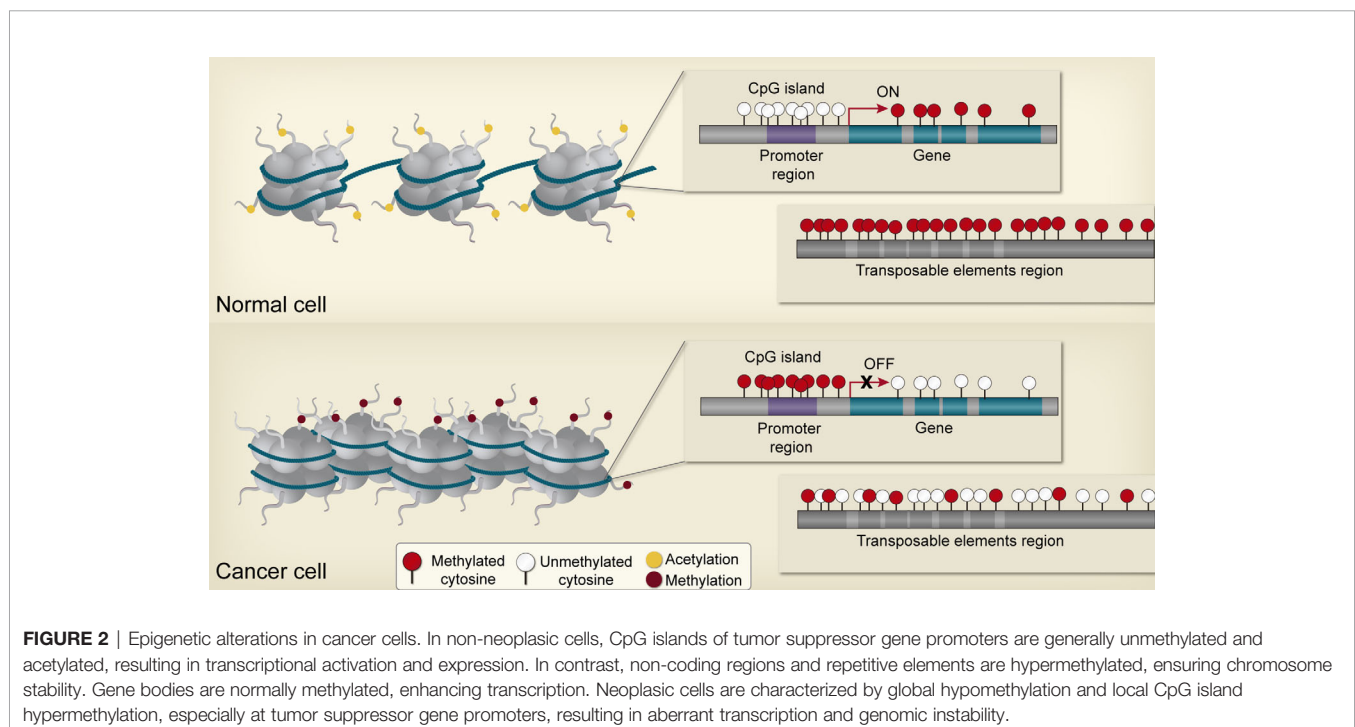 CpG island
ON
Promoter
region
Gene
Transposable elements region
Normal cell
CpG island
OFF
X
Promoter
region
Gene
Transposable elements region
Cancer cell
Methylated
cytosine
Unmethylated
cytosine
Acetylation
Methylation
FIGURE 2 | Epigenetic alterations in cancer cells. In non-neoplasic cells, CpG islands of tumor suppressor gene promoters are generally unmethylated and
acetylated, resulting in transcriptional activation and expression. In contrast, non-coding regions and repetitive elements are hypermethylated, ensuring chromosome
stability. Gene bodies are normally methylated, enhancing transcription. Neoplasic cells are characterized by global hypomethylation and local CpG island
hypermethylation, especially at tumor suppressor gene promoters, resulting in aberrant transcription and genomic instability.